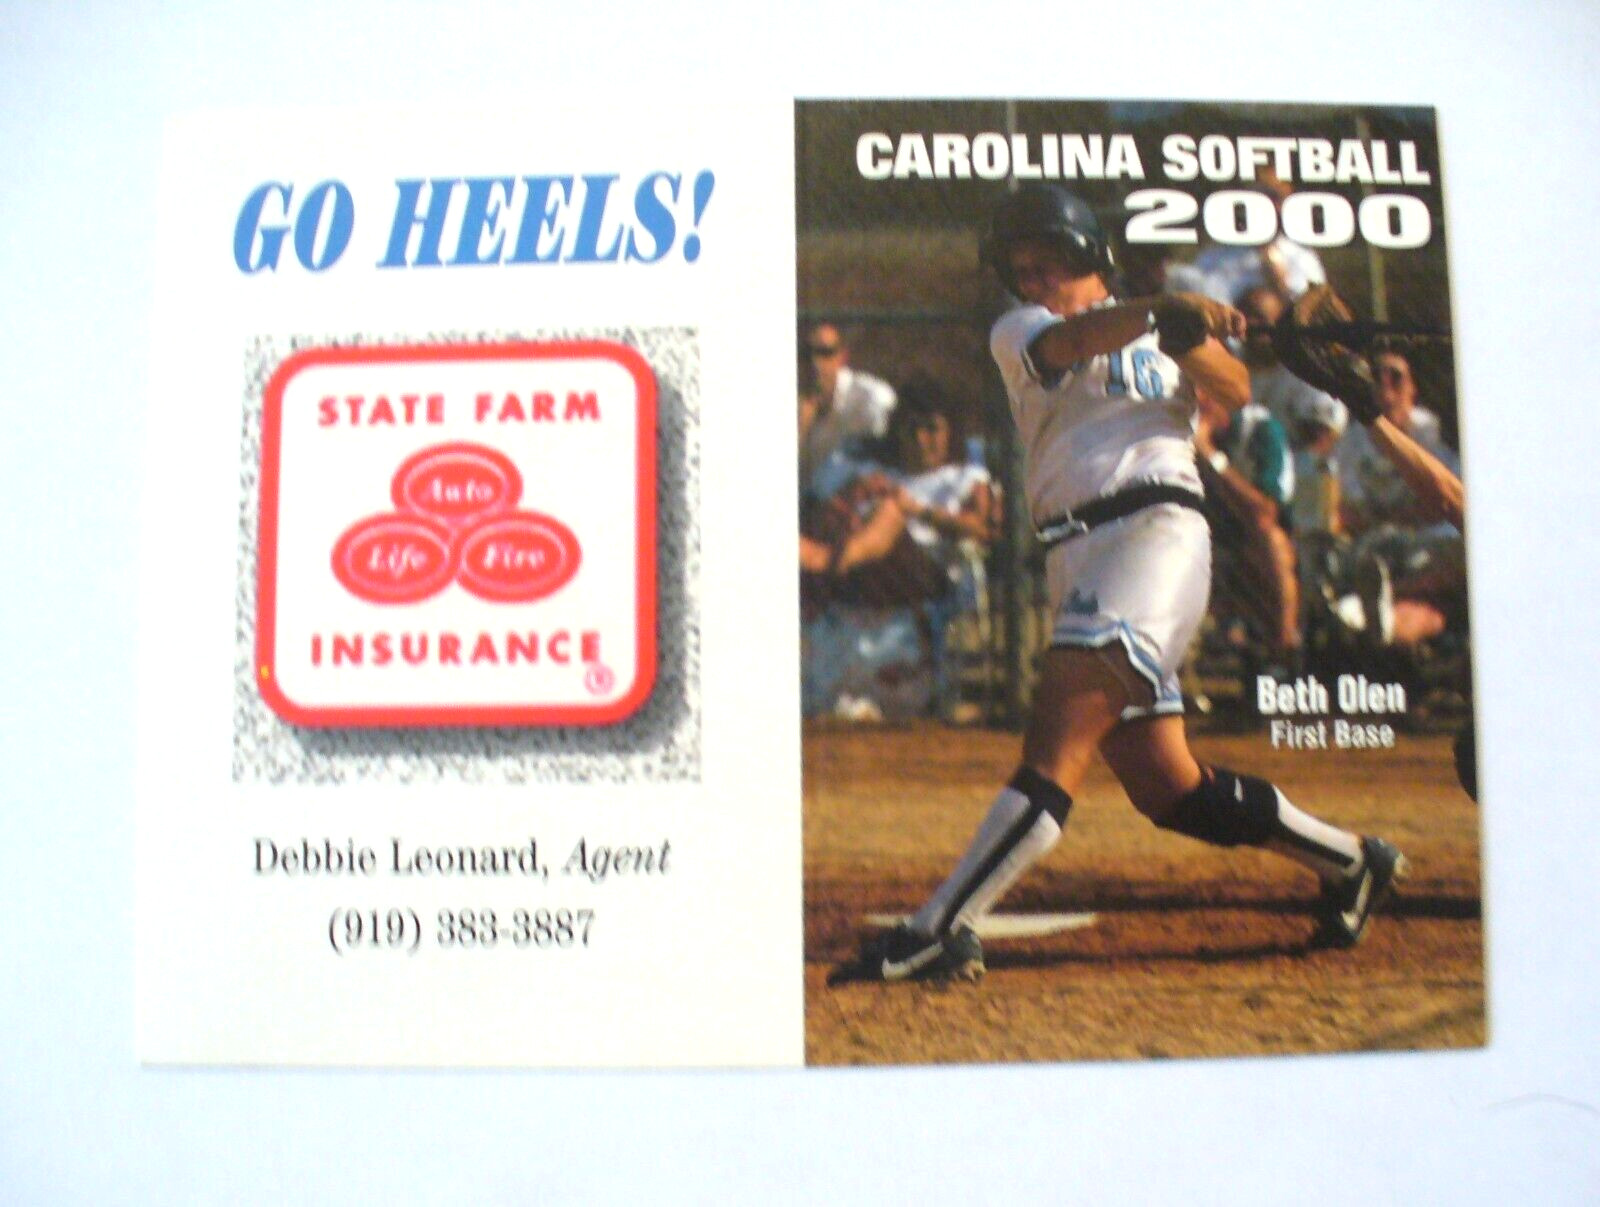 GO HEELS!
STATE FARM
Auto
Life Fire
INSURANCE
®
Debbie Leonard, Agent
(919) 383-3887
CAROLINA SOFTBALL
2000
16
Beth Olen
First Base